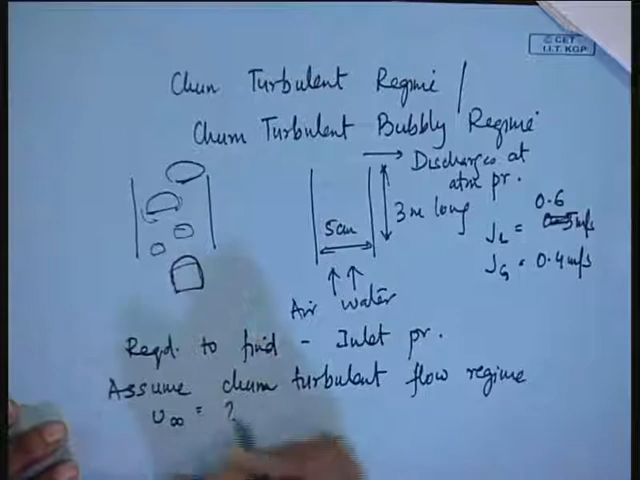 © CET
I.I.T. KGP
Churn Turbulent Regime /
Churn Turbulent Bubbly Regime
→ Discharges at
atm pr.
3m long
5cm
0.6
J_L = m/s
J_G = 0.4 m/s
Air water
Reqd. to find - Inlet pr.
Assume churn turbulent flow regime
u_∞ = ?